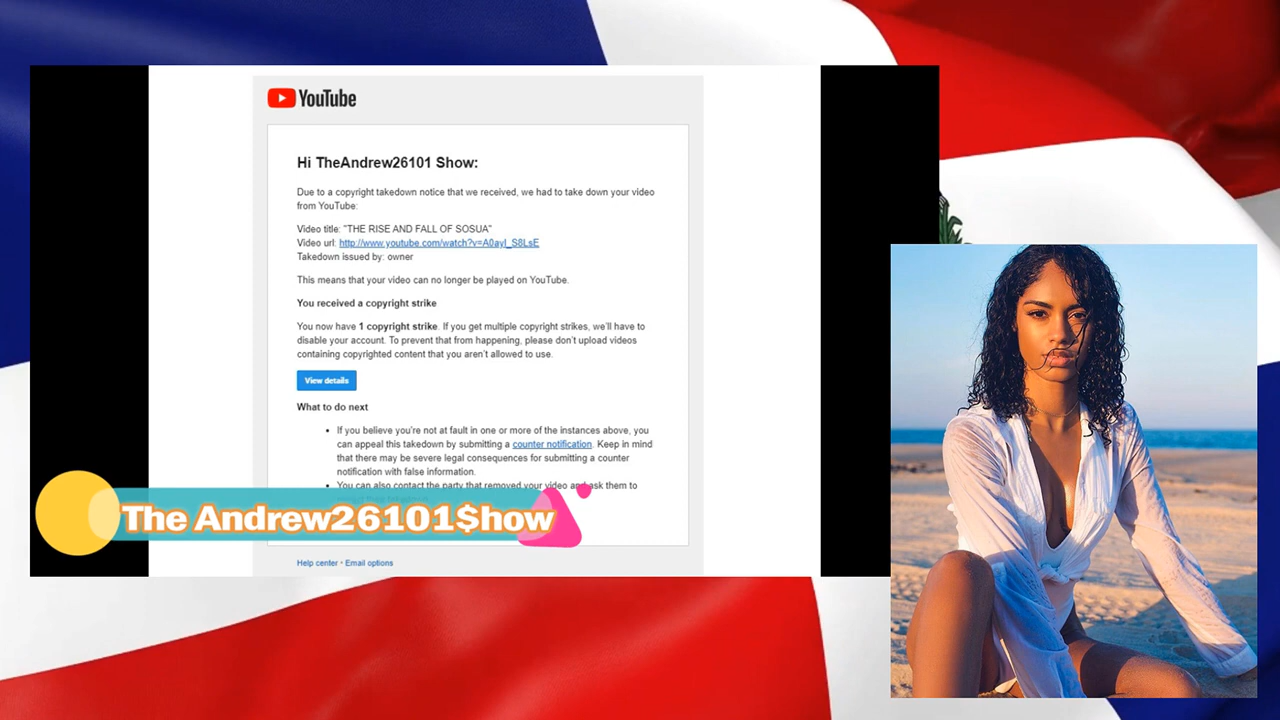 YouTube
Hi TheAndrew26101 Show:
Due to a copyright takedown notice that we received, we had to take down your video
from YouTube:
Video title: "THE RISE AND FALL OF SOSUA"
Video url: http://www.youtube.com/watch?v=A0ayI_S8LsE
Takedown issued by: owner
This means that your video can no longer be played on YouTube.
You received a copyright strike
You now have 1 copyright strike. If you get multiple copyright strikes, we'll have to
disable your account. To prevent that from happening, please don't upload videos
containing copyrighted content that you aren't allowed to use.
View details
What to do next
• If you believe you're not at fault in one or more of the instances above, you
can appeal this takedown by submitting a counter notification. Keep in mind
that there may be severe legal consequences for submitting a counter
notification with false information.
• You can also contact the party that removed your video and ask them to
The Andrew26101$how
Help center • Email options